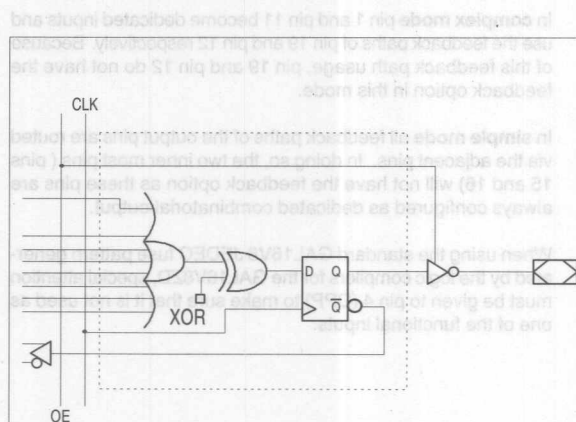 In complex mode pin 1 and pin 11 become dedicated inputs and
use the feedback paths of pin 19 and pin 12 respectively. Because
of this feedback path usage, pin 19 and pin 12 do not have the
feedback option in this mode.
CLK
In simple mode all feedback paths of the output pins are routed
via the adjacent pins. In doing so, the two inner most pins ( pins
15 and 16) will not have the feedback option as these pins are
always configured as dedicated combinatorial output.
When using the standard GAL16V8 JEDEC fuse pattern gener-
ated by the logic compilers for the GAL16V8ZD, special attention
must be given to pin 4 (DPP) to make sure that it is not used as
one of the functional inputs.
D Q
Q
XOR
OE